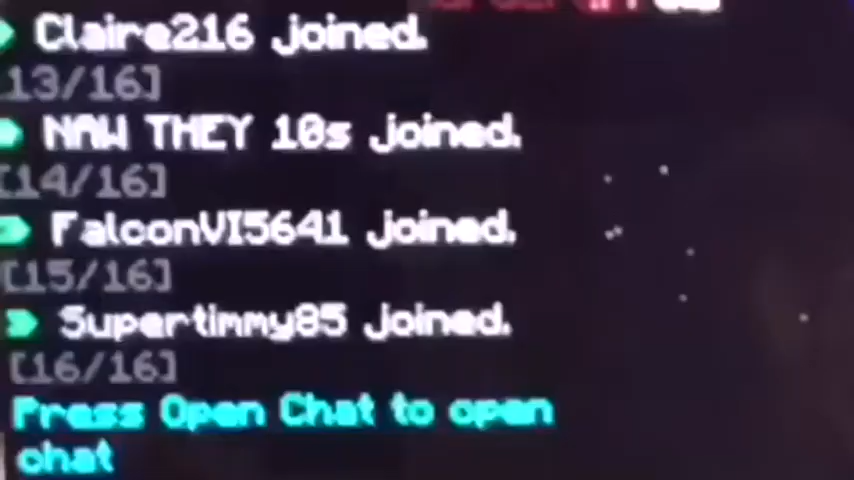 Claire216 joined.
[13/16]
NAW THEY 10s joined.
[14/16]
FalconVI5641 joined.
[15/16]
Supertimmy85 joined.
[16/16]
Press Open Chat to open
chat